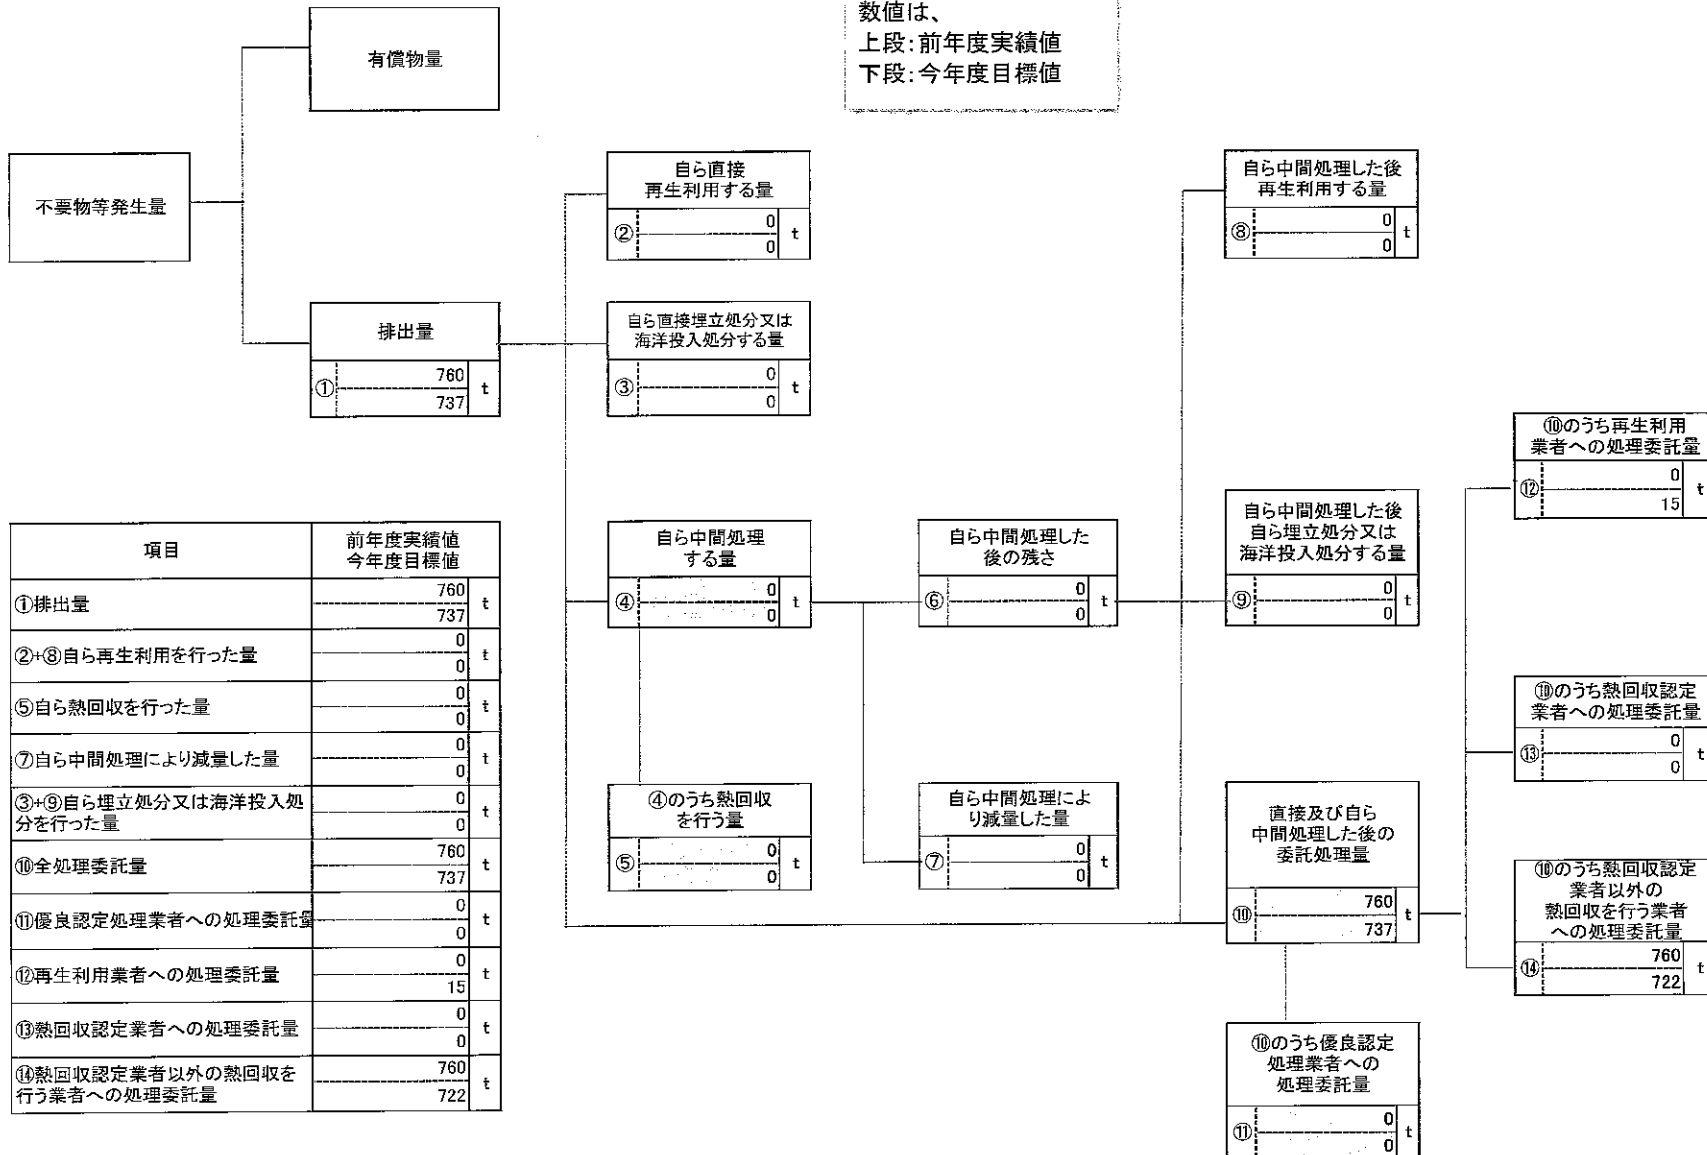 数値は、
上段：前年度実績値
下段：今年度目標値
有償物量
不要物等発生量
排出量
①
760
737
t
自ら直接
再生利用する量
②
0
0
t
自ら直接埋立処分又は
海洋投入処分する量
③
0
0
t
自ら中間処理
する量
④
0
0
t
④のうち熱回収
を行う量
⑤
0
0
t
自ら中間処理した
後の残さ
⑥
0
0
t
自ら中間処理によ
り減量した量
⑦
0
0
t
自ら中間処理した後
再生利用する量
⑧
0
0
t
自ら中間処理した後
自ら埋立処分又は
海洋投入処分する量
⑨
0
0
t
直接及び自ら
中間処理した後の
委託処理量
⑩
760
737
t
⑩のうち優良認定
処理業者への
処理委託量
⑪
0
0
t
⑩のうち再生利用
業者への処理委託量
⑫
0
15
t
⑩のうち熱回収認定
業者への処理委託量
⑬
0
0
t
⑩のうち熱回収認定
業者以外の
熱回収を行う業者
への処理委託量
⑭
760
722
t
項目
前年度実績値
今年度目標値
①排出量
760
737
t
②+⑧自ら再生利用を行った量
0
0
t
⑤自ら熱回収を行った量
0
0
t
⑦自ら中間処理により減量した量
0
0
t
③+⑨自ら埋立処分又は海洋投入処
分を行った量
0
0
t
⑩全処理委託量
760
737
t
⑪優良認定処理業者への処理委託量
0
0
t
⑫再生利用業者への処理委託量
0
15
t
⑬熱回収認定業者への処理委託量
0
0
t
⑭熱回収認定業者以外の熱回収を
行う業者への処理委託量
760
722
t